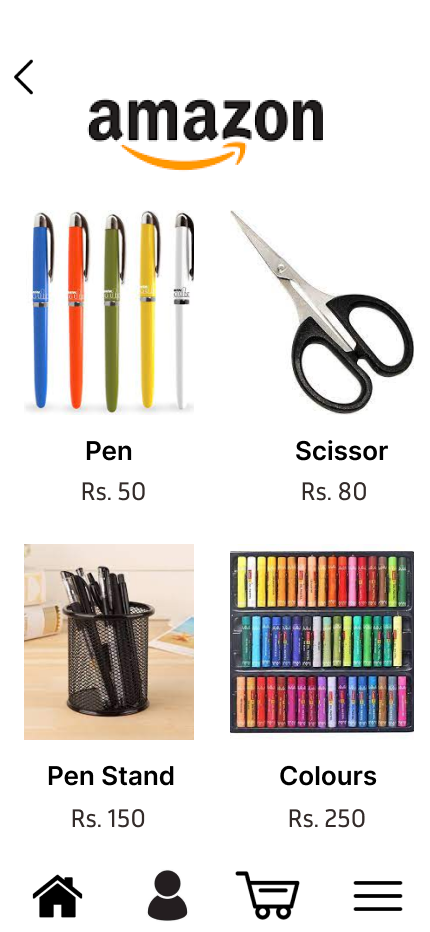 amazon
Pen
Scissor
Rs. 50
Rs. 80
Pen Stand
Colours
Rs. 150
Rs. 250